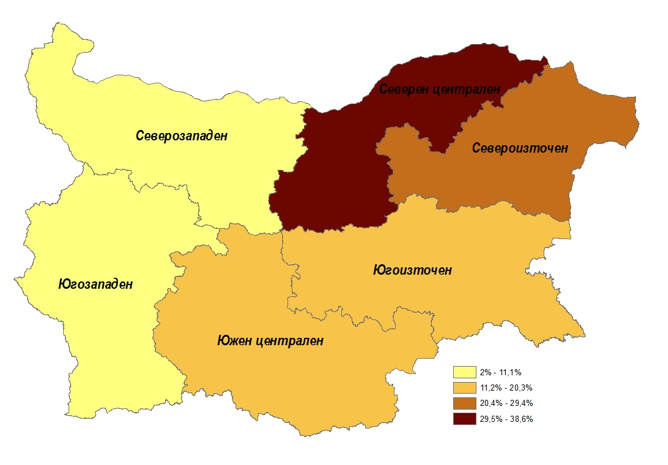 Северен централен
Северозападен
Североизточен
Югоизточен
Югозападен
Южен централен
2% - 11,1%
11,2% - 20,3%
20,4% - 29,4%
29,5% - 38,6%